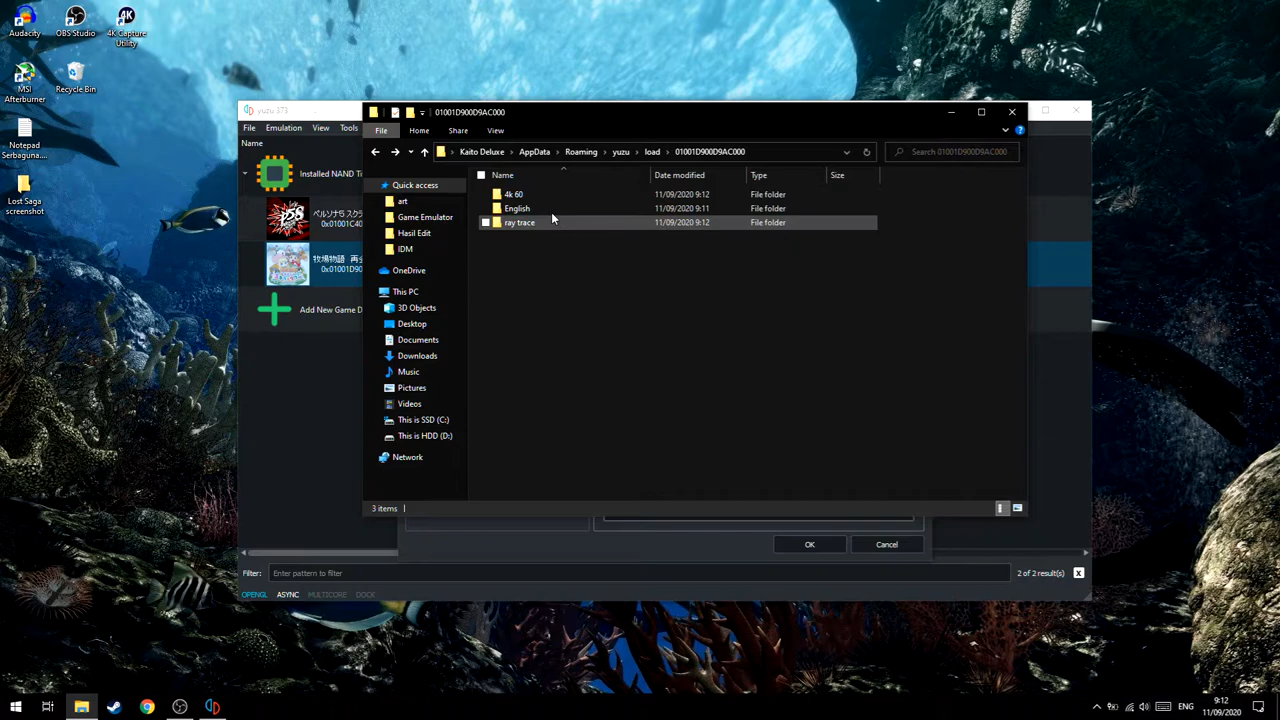 Audacity
OBS Studio
4K Capture
Utility
MSI
Afterburner
Recycle Bin
Notepad
Serbaguna...
Lost Saga
screenshot
yuzu 373
File Emulation View Tools
Name
Installed NAND Ti
ペルソナ5 スク
0x01001C40
牧場物語 再
0x01001D90
Add New Game D
01001D900D9AC000
File Home Share View
Kaito Deluxe > AppData > Roaming > yuzu > load > 01001D900D9AC000
Search 01001D900D9AC000
Quick access
art
Game Emulator
Hasil Edit
IDM
OneDrive
This PC
3D Objects
Desktop
Documents
Downloads
Music
Pictures
Videos
This is SSD (C:)
This is HDD (D:)
Network
Name Date modified Type Size
4k 60 11/09/2020 9:12 File folder
English 11/09/2020 9:11 File folder
ray trace 11/09/2020 9:12 File folder
3 items
OK Cancel
Filter: Enter pattern to filter 2 of 2 result(s) X
OPENGL ASYNC MULTICORE DOCK
ENG
9:12
11/09/2020